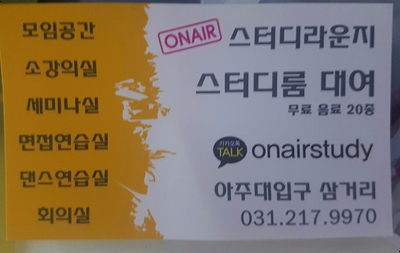 모임공간
소강의실
세미나실
면접연습실
댄스연습실
회의실
ONAIR 스터디라운지
스터디룸 대여
무료 음료 20종
카카오톡
TALK onairstudy
아주대입구 삼거리
031.217.9970